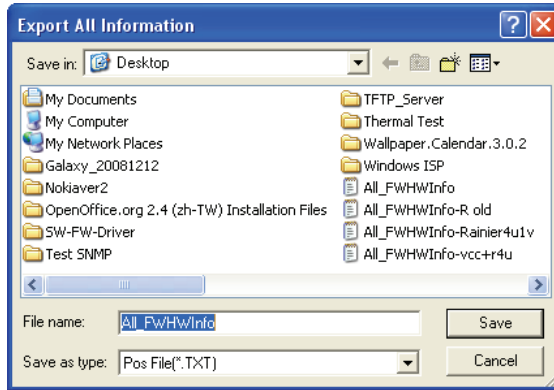 Export All Information
Save in: Desktop
My Documents
My Computer
My Network Places
Galaxy_20081212
Nokiaver2
OpenOffice.org 2.4 (zh-TW) Installation Files
SW-FW-Driver
Test SNMP
TFTP_Server
Thermal Test
Wallpaper.Calendar.3.0.2
Windows ISP
All_FWHWInfo
All_FWHWInfo-R old
All_FWHWInfo-Rainier4u1v
All_FWHWInfo-vcc+r4u
File name: All_FWHWInfo
Save
Save as type: Pos File(*.TXT)
Cancel